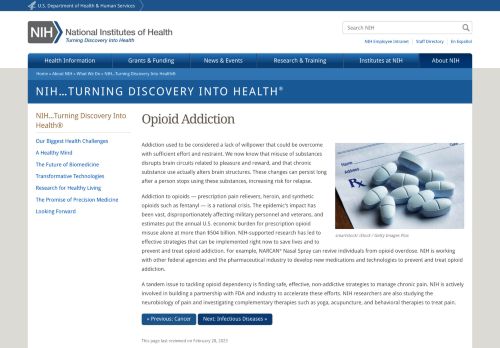 U.S. Department of Health & Human Services
NIH National Institutes of Health
Turning Discovery Into Health
Search NIH
NIH Employee Intranet | Staff Directory | En Español
Health Information
Grants & Funding
News & Events
Research & Training
Institutes at NIH
About NIH
Home » About NIH » What We Do » NIH...Turning Discovery Into Health®
NIH…TURNING DISCOVERY INTO HEALTH®
NIH…Turning Discovery Into
Health®
Our Biggest Health Challenges
A Healthy Mind
The Future of Biomedicine
Transformative Technologies
Research for Healthy Living
The Promise of Precision Medicine
Looking Forward
Opioid Addiction
Addiction used to be considered a lack of willpower that could be overcome
with sufficient effort and restraint. We now know that misuse of substances
disrupts brain circuits related to pleasure and reward, and that chronic
substance use actually alters brain structures. These changes can persist long
after a person stops using these substances, increasing risk for relapse.
Addiction to opioids — prescription pain relievers, heroin, and synthetic
opioids such as fentanyl — is a national crisis. The epidemic's impact has
been vast, disproportionately affecting military personnel and veterans, and
estimates put the annual U.S. economic burden for prescription opioid
misuse alone at more than $504 billion. NIH-supported research has led to
effective strategies that can be implemented right now to save lives and to
prevent and treat opioid addiction. For example, NARCAN® Nasal Spray can revive individuals from opioid overdose. NIH is working
with other federal agencies and the pharmaceutical industry to develop new medications and technologies to prevent and treat opioid
addiction.
A tandem issue to tackling opioid dependency is finding safe, effective, non-addictive strategies to manage chronic pain. NIH is actively
involved in building a partnership with FDA and industry to accelerate these efforts. NIH researchers are also studying the
neurobiology of pain and investigating complementary therapies such as yoga, acupuncture, and behavioral therapies to treat pain.
Rx
« Previous: Cancer
Next: Infectious Diseases »
This page last reviewed on February 28, 2023